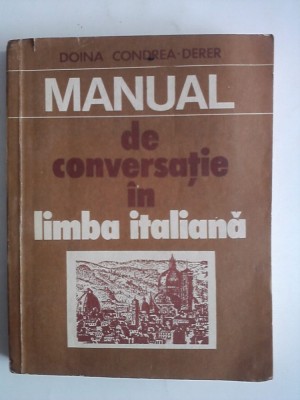 DOINA CONDREA-DERER
MANUAL
de
conversație
în
limba italiană